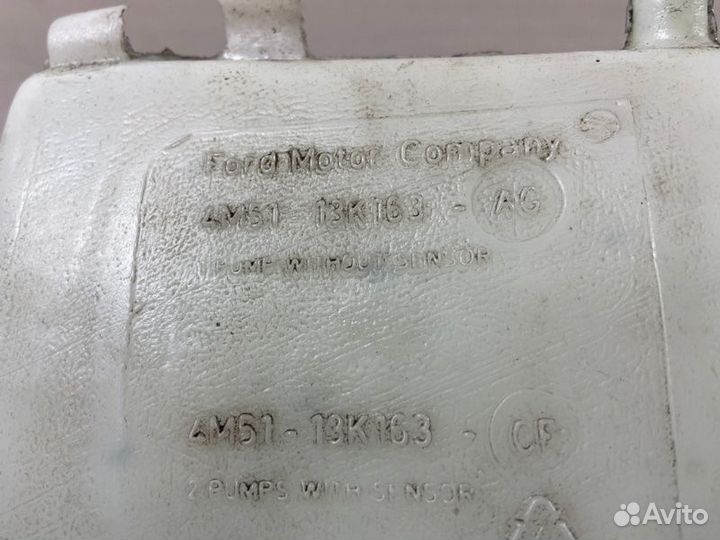 Ford Motor Company
4M51-13K163 - AG
1 PUMP WITHOUT SENSOR
4M51-13K163 - CF
2 PUMPS WITH SENSOR
Avito